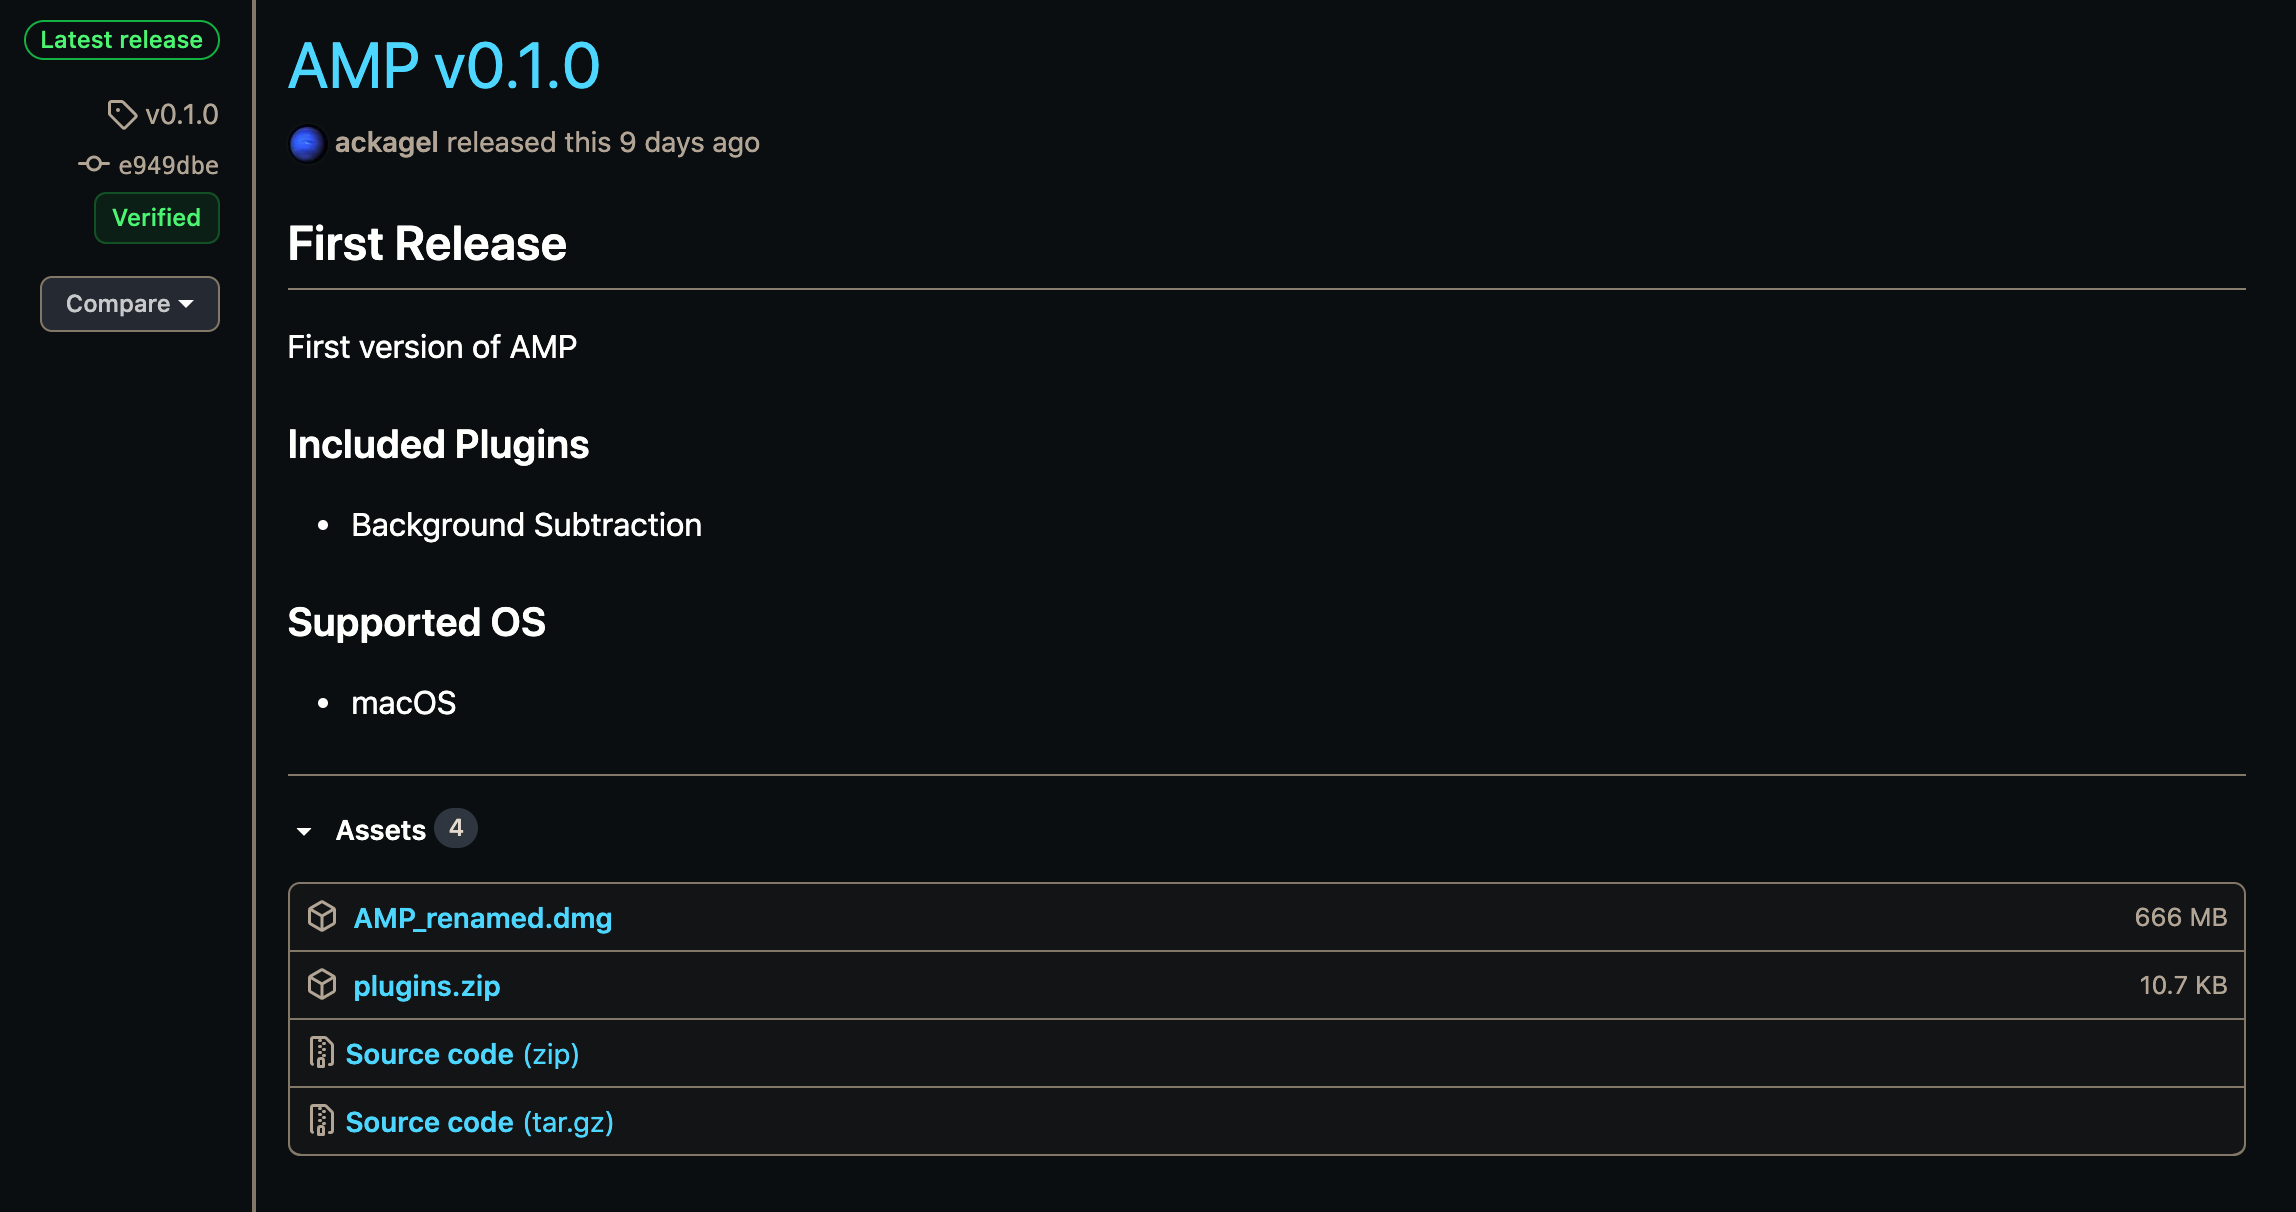 Latest release
v0.1.0
e949dbe
Verified
Compare
AMP v0.1.0
ackagel released this 9 days ago
First Release
First version of AMP
Included Plugins
• Background Subtraction
Supported OS
• macOS
Assets 4
AMP_renamed.dmg 666 MB
plugins.zip 10.7 KB
Source code (zip)
Source code (tar.gz)